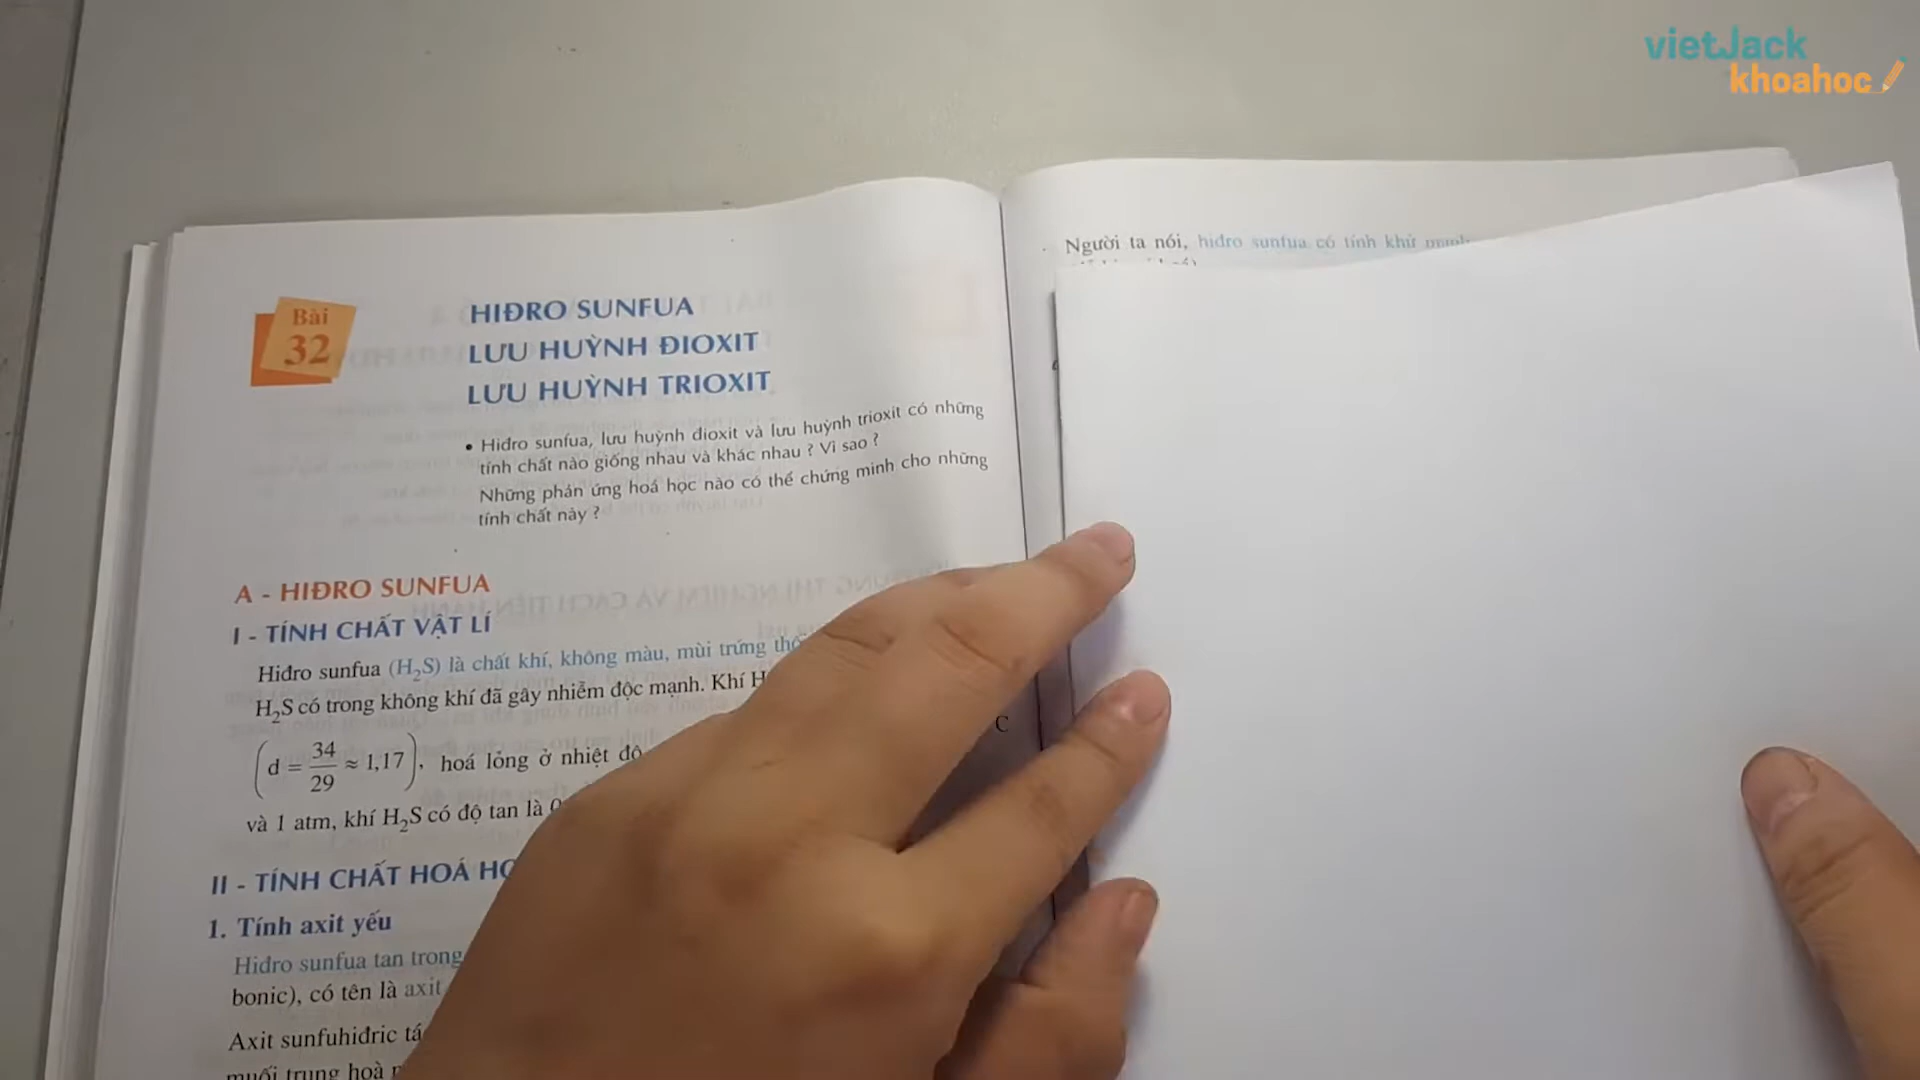 vietJack
khoahoc
Bài
32
HIĐRO SUNFUA
LƯU HUỲNH ĐIOXIT
LƯU HUỲNH TRIOXIT
• Hiđro sunfua, lưu huỳnh đioxit và lưu huỳnh trioxit có những
tính chất nào giống nhau và khác nhau ? Vì sao ?
Những phản ứng hoá học nào có thể chứng minh cho những
tính chất này ?
A - HIĐRO SUNFUA
I - TÍNH CHẤT VẬT LÍ
Hiđro sunfua (H₂S) là chất khí, không màu, mùi trứng
H₂S có trong không khí đã gây nhiễm độc mạnh. Khí
(d = 34/29 ≈ 1,17), hoá lỏng ở nhiệt độ
và 1 atm, khí H₂S có độ tan là
II - TÍNH CHẤT HOÁ
1. Tính axit yếu
Hiđro sunfua tan trong
bonic), có tên là axit
Axit sunfuhiđric
muối trung hoà
Người ta nói, hiđro sunfua có tính khử
C